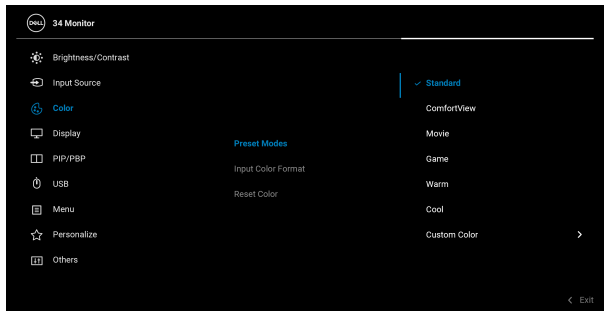 DELL 34 Monitor
Brightness/Contrast
Input Source
Color
Display
PIP/PBP
USB
Menu
Personalize
Others
Preset Modes
Input Color Format
Reset Color
Standard
ComfortView
Movie
Game
Warm
Cool
Custom Color
Exit